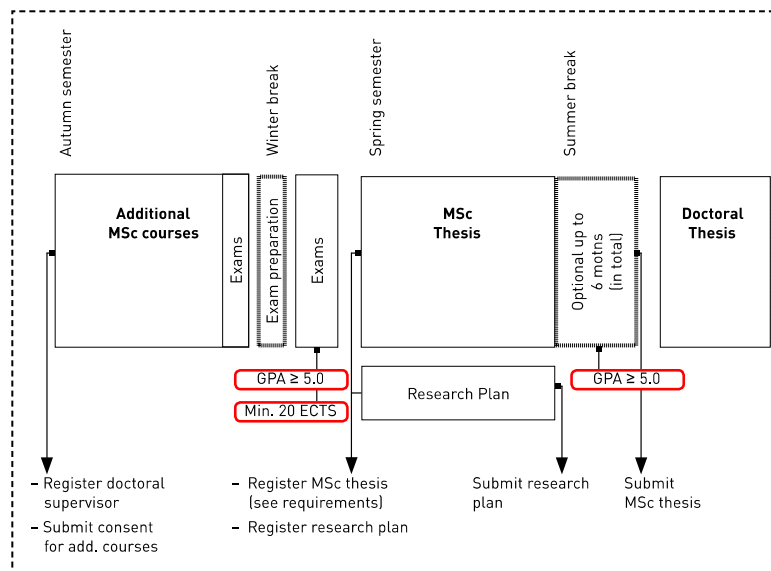 Autumn semester
Winter break
Spring semester
Summer break
Additional
MSc courses
Exams
Exam preparation
Exams
MSc
Thesis
Optional up to
6 motns
(in total)
Doctoral
Thesis
GPA ≥ 5.0
Min. 20 ECTS
Research Plan
GPA ≥ 5.0
– Register doctoral
supervisor
– Submit consent
for add. courses
– Register MSc thesis
(see requirements)
– Register research plan
Submit research
plan
Submit
MSc thesis